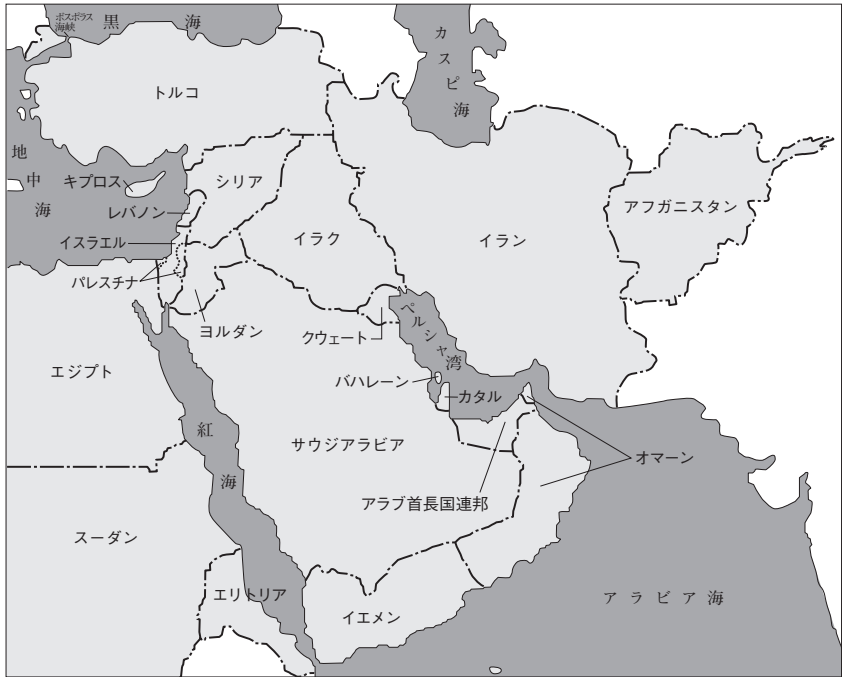 ボスポラス
海峡
黒海
カスピ海
トルコ
地中海
キプロス
シリア
レバノン
イスラエル
パレスチナ
ヨルダン
イラク
イラン
アフガニスタン
クウェート
ペルシャ湾
バハレーン
カタル
エジプト
紅海
サウジアラビア
オマーン
アラブ首長国連邦
スーダン
エリトリア
イエメン
アラビア海